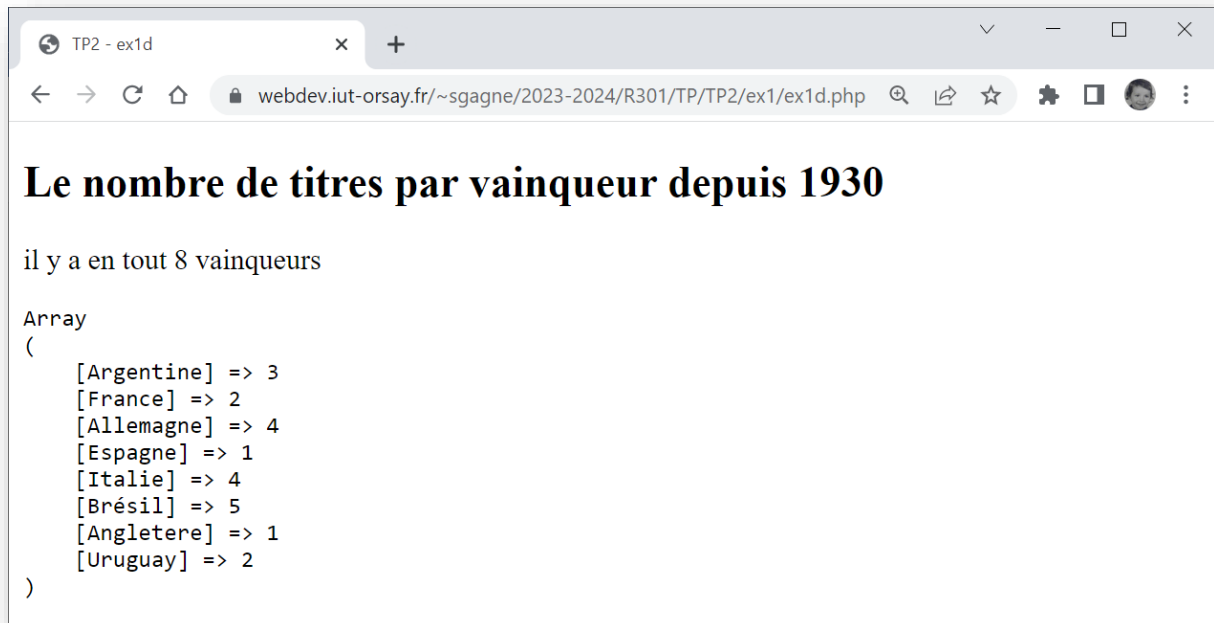 TP2 - ex1d
webdev.iut-orsay.fr/~sgagne/2023-2024/R301/TP/TP2/ex1/ex1d.php
Le nombre de titres par vainqueur depuis 1930
il y a en tout 8 vainqueurs
Array
(
    [Argentine] => 3
    [France] => 2
    [Allemagne] => 4
    [Espagne] => 1
    [Italie] => 4
    [Brésil] => 5
    [Angletere] => 1
    [Uruguay] => 2
)